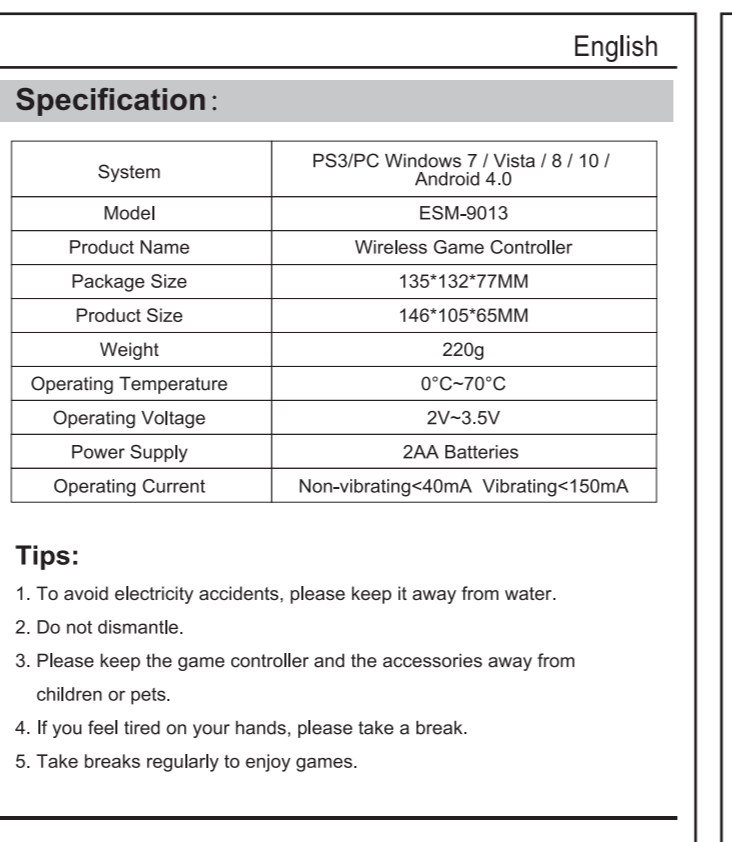 English
Specification:
System
PS3/PC Windows 7 / Vista / 8 / 10 /
Android 4.0
Model
ESM-9013
Product Name
Wireless Game Controller
Package Size
135*132*77MM
Product Size
146*105*65MM
Weight
220g
Operating Temperature
0°C~70°C
Operating Voltage
2V~3.5V
Power Supply
2AA Batteries
Operating Current
Non-vibrating<40mA Vibrating<150mA
Tips:
1. To avoid electricity accidents, please keep it away from water.
2. Do not dismantle.
3. Please keep the game controller and the accessories away from
children or pets.
4. If you feel tired on your hands, please take a break.
5. Take breaks regularly to enjoy games.